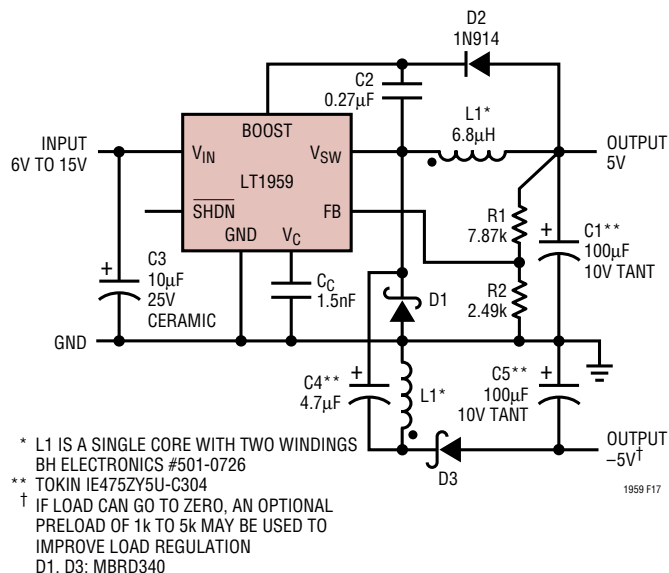 D2
1N914
C2
0.27µF
BOOST
L1*
6.8µH
INPUT
6V TO 15V
VIN
VSW
OUTPUT
5V
LT1959
SHDN
FB
GND
VC
R1
7.87k
C1**
100µF
10V TANT
+
C3
10µF
25V
CERAMIC
+
CC
1.5nF
D1
R2
2.49k
GND
C4**
4.7µF
+
L1*
C5**
100µF
10V TANT
+
D3
OUTPUT
–5V†
* L1 IS A SINGLE CORE WITH TWO WINDINGS
BH ELECTRONICS #501-0726
** TOKIN IE475ZY5U-C304
† IF LOAD CAN GO TO ZERO, AN OPTIONAL
PRELOAD OF 1k TO 5k MAY BE USED TO
IMPROVE LOAD REGULATION
D1, D3: MBRD340
1959 F17